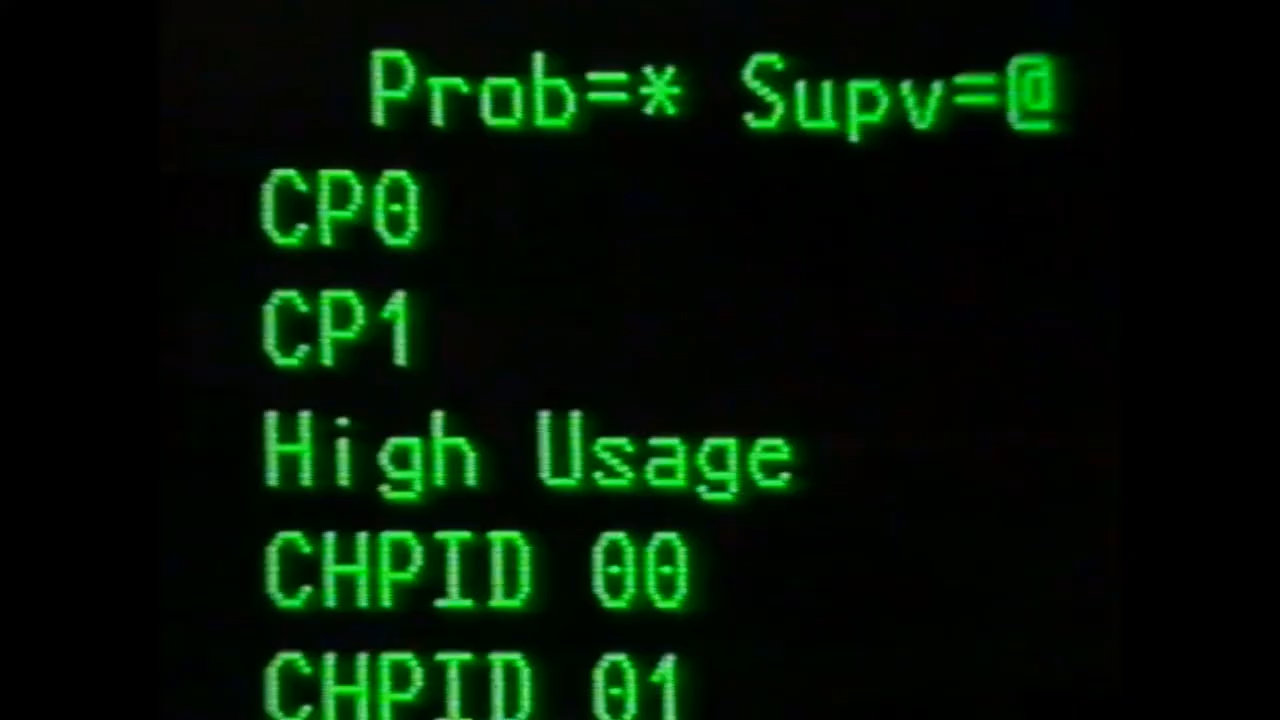 Prob=* Supv=@
CP0
CP1
High Usage
CHPID 00
CHPID 01